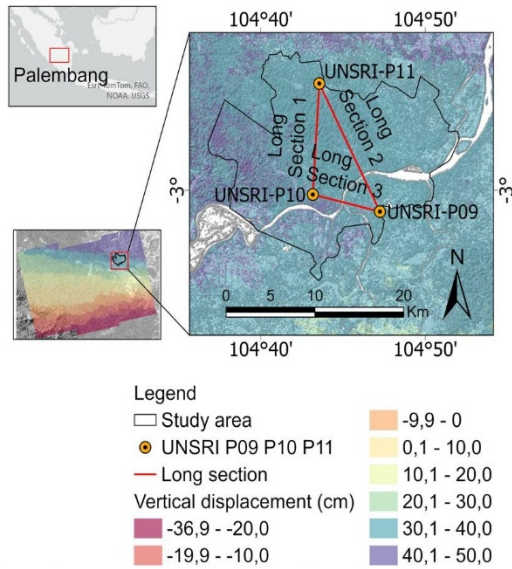 Palembang
Esri, TomTom, FAO,
NOAA, USGS
104°40' 104°50'
UNSRI-P11
Long
Section 1
Long
Section 2
Long
Section 3
-3° -3°
UNSRI-P10
UNSRI-P09
N
0 10 20
Km
104°40' 104°50'
Legend
Study area
UNSRI P09 P10 P11
Long section
Vertical displacement (cm)
-36,9 - -20,0
-19,9 - -10,0
-9,9 - 0
0,1 - 10,0
10,1 - 20,0
20,1 - 30,0
30,1 - 40,0
40,1 - 50,0